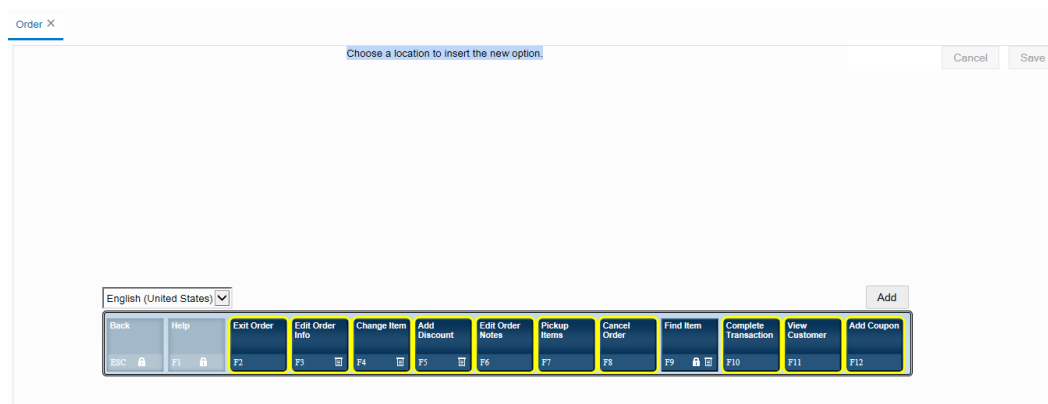 Order ×
Choose a location to insert the new option.
Cancel Save
English (United States)
Add
Back
ESC
Help
F1
Exit Order
F2
Edit Order
Info
F3
Change Item
F4
Add
Discount
F5
Edit Order
Notes
F6
Pickup
Items
F7
Cancel
Order
F8
Find Item
F9
Complete
Transaction
F10
View
Customer
F11
Add Coupon
F12